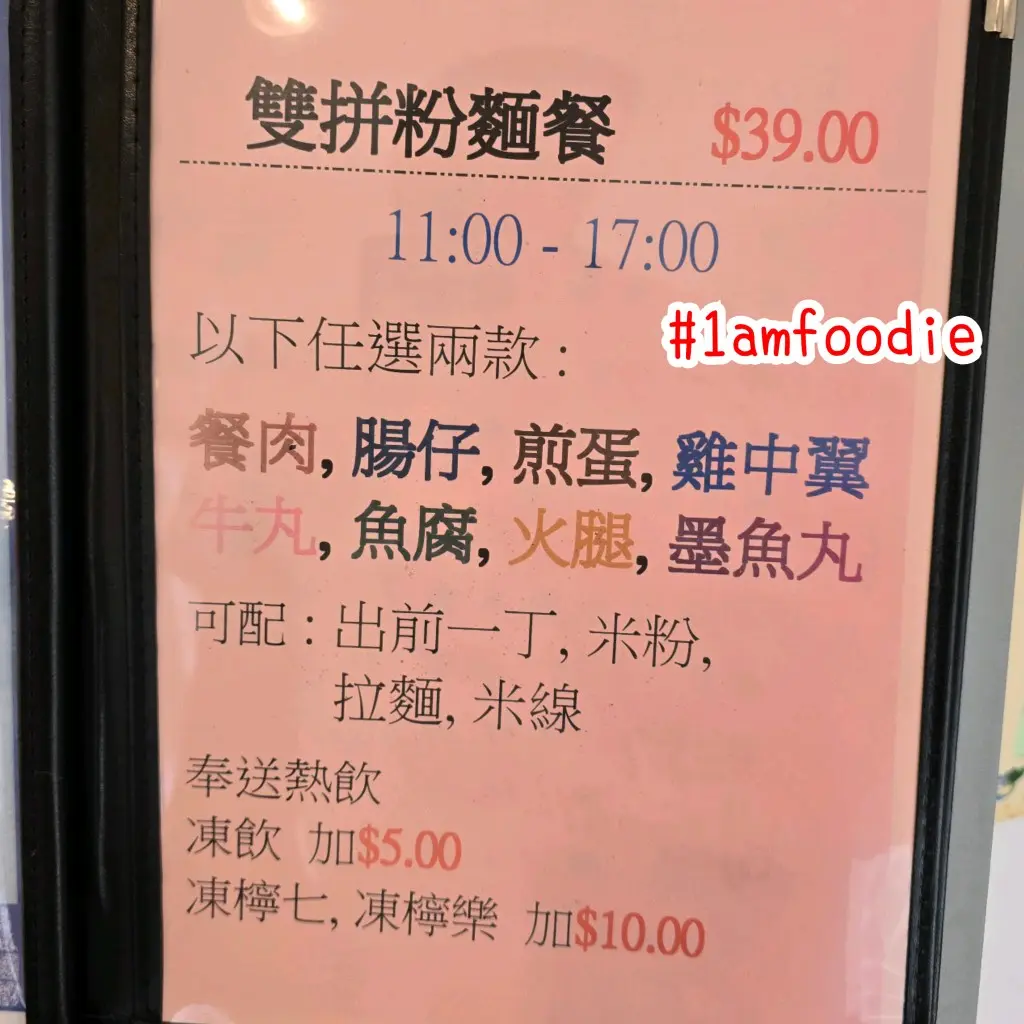 雙拼粉麵餐 $39.00
11:00 - 17:00
#1amfoodie
以下任選兩款 :
餐肉, 腸仔, 煎蛋, 雞中翼
牛丸, 魚腐, 火腿, 墨魚丸
可配 : 出前一丁, 米粉,
拉麵, 米線
奉送熱飲
凍飲 加$5.00
凍檸七, 凍檸樂 加$10.00